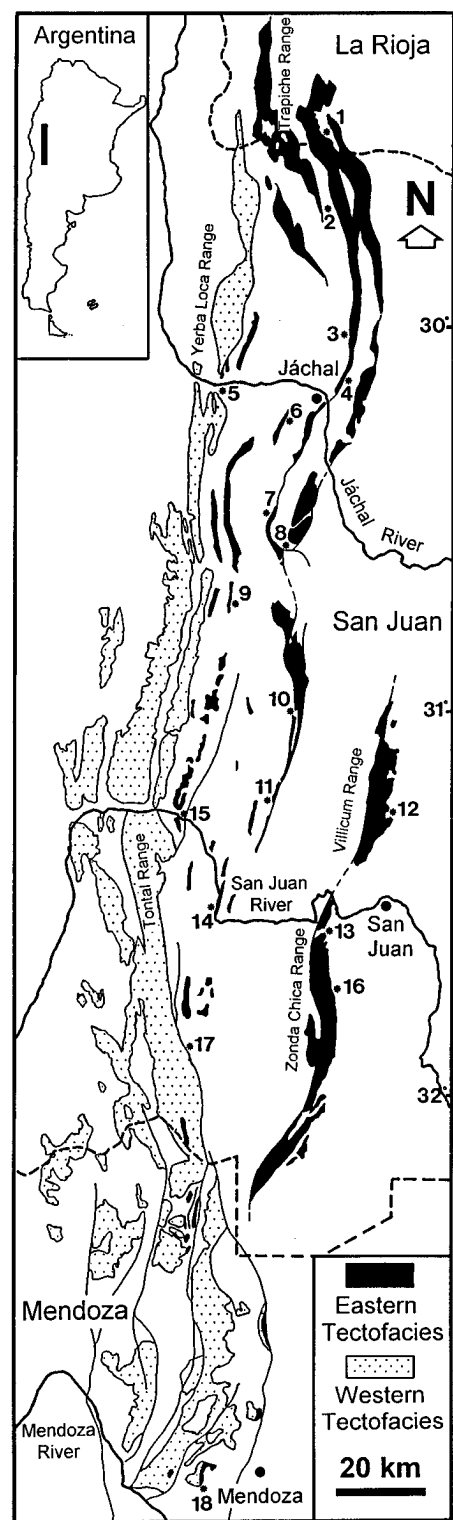 Argentina
La Rioja
Trapiche Range
1
N
2
Yerba Loca Range
30°
3
Jáchal
4
5
6
Jáchal River
7
8
9
San Juan
10
31°
Villicum Range
11
12
15
Tontal Range
San Juan
River
14
San
Juan
13
Zonda Chica Range
16
17
32°
Mendoza
Eastern
Tectofacies
Western
Tectofacies
Mendoza
River
20 km
18
Mendoza